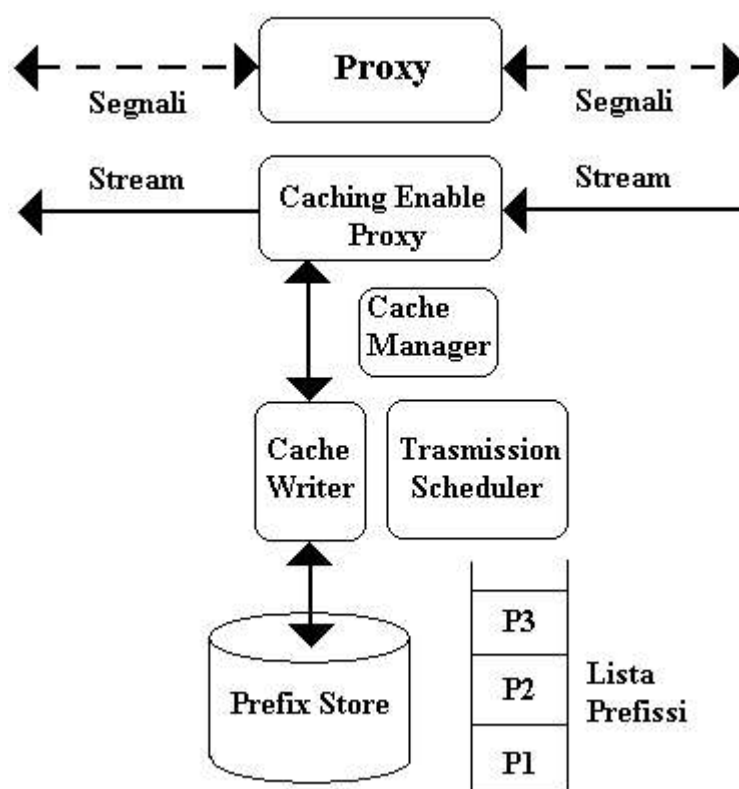 Proxy
Segnali
Segnali
Stream
Stream
Caching Enable
Proxy
Cache
Manager
Cache
Writer
Trasmission
Scheduler
P3
P2
P1
Lista
Prefissi
Prefix Store